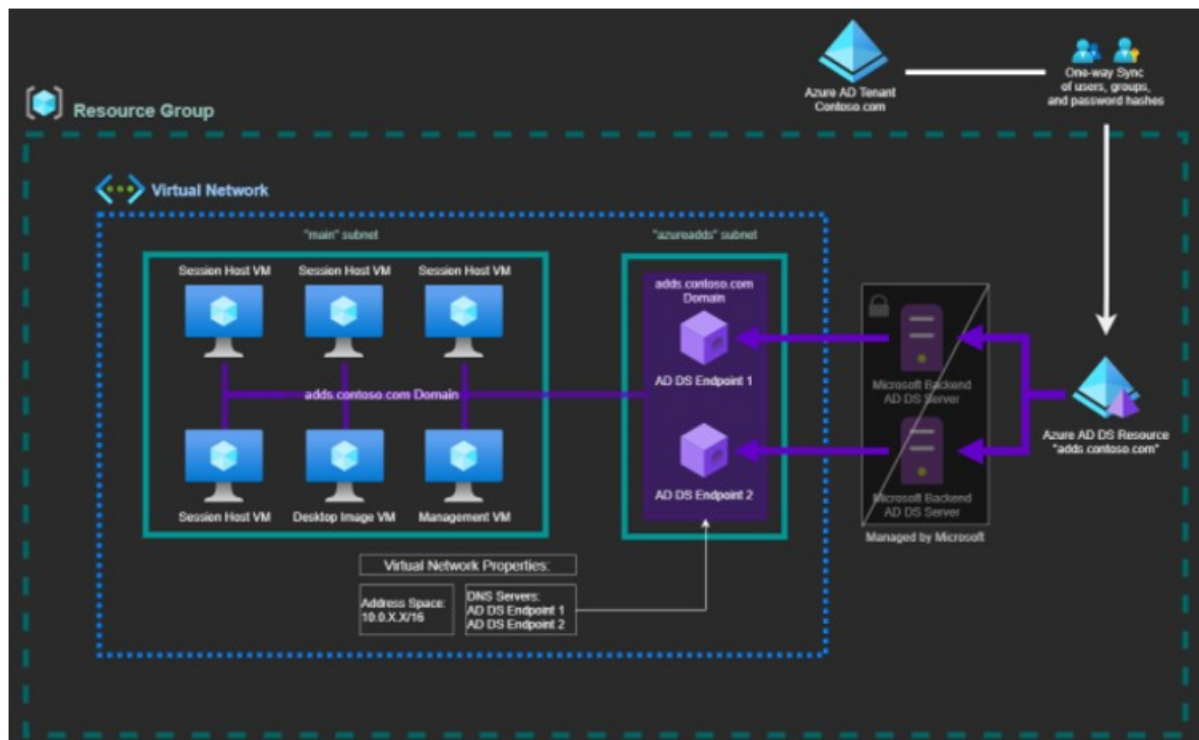 Azure AD Tenant
Contoso.com
One-way Sync
of users, groups,
and password hashes
Resource Group
Virtual Network
"main" subnet
"azureadds" subnet
Session Host VM
Session Host VM
Session Host VM
adds.contoso.com
Domain
AD DS Endpoint 1
adds.contoso.com Domain
Microsoft Backend
AD DS Server
Azure AD DS Resource
"adds.contoso.com"
AD DS Endpoint 2
Microsoft Backend
AD DS Server
Session Host VM
Desktop Image VM
Management VM
Managed by Microsoft
Virtual Network Properties:
Address Space:
10.0.X.X/16
DNS Servers:
AD DS Endpoint 1
AD DS Endpoint 2